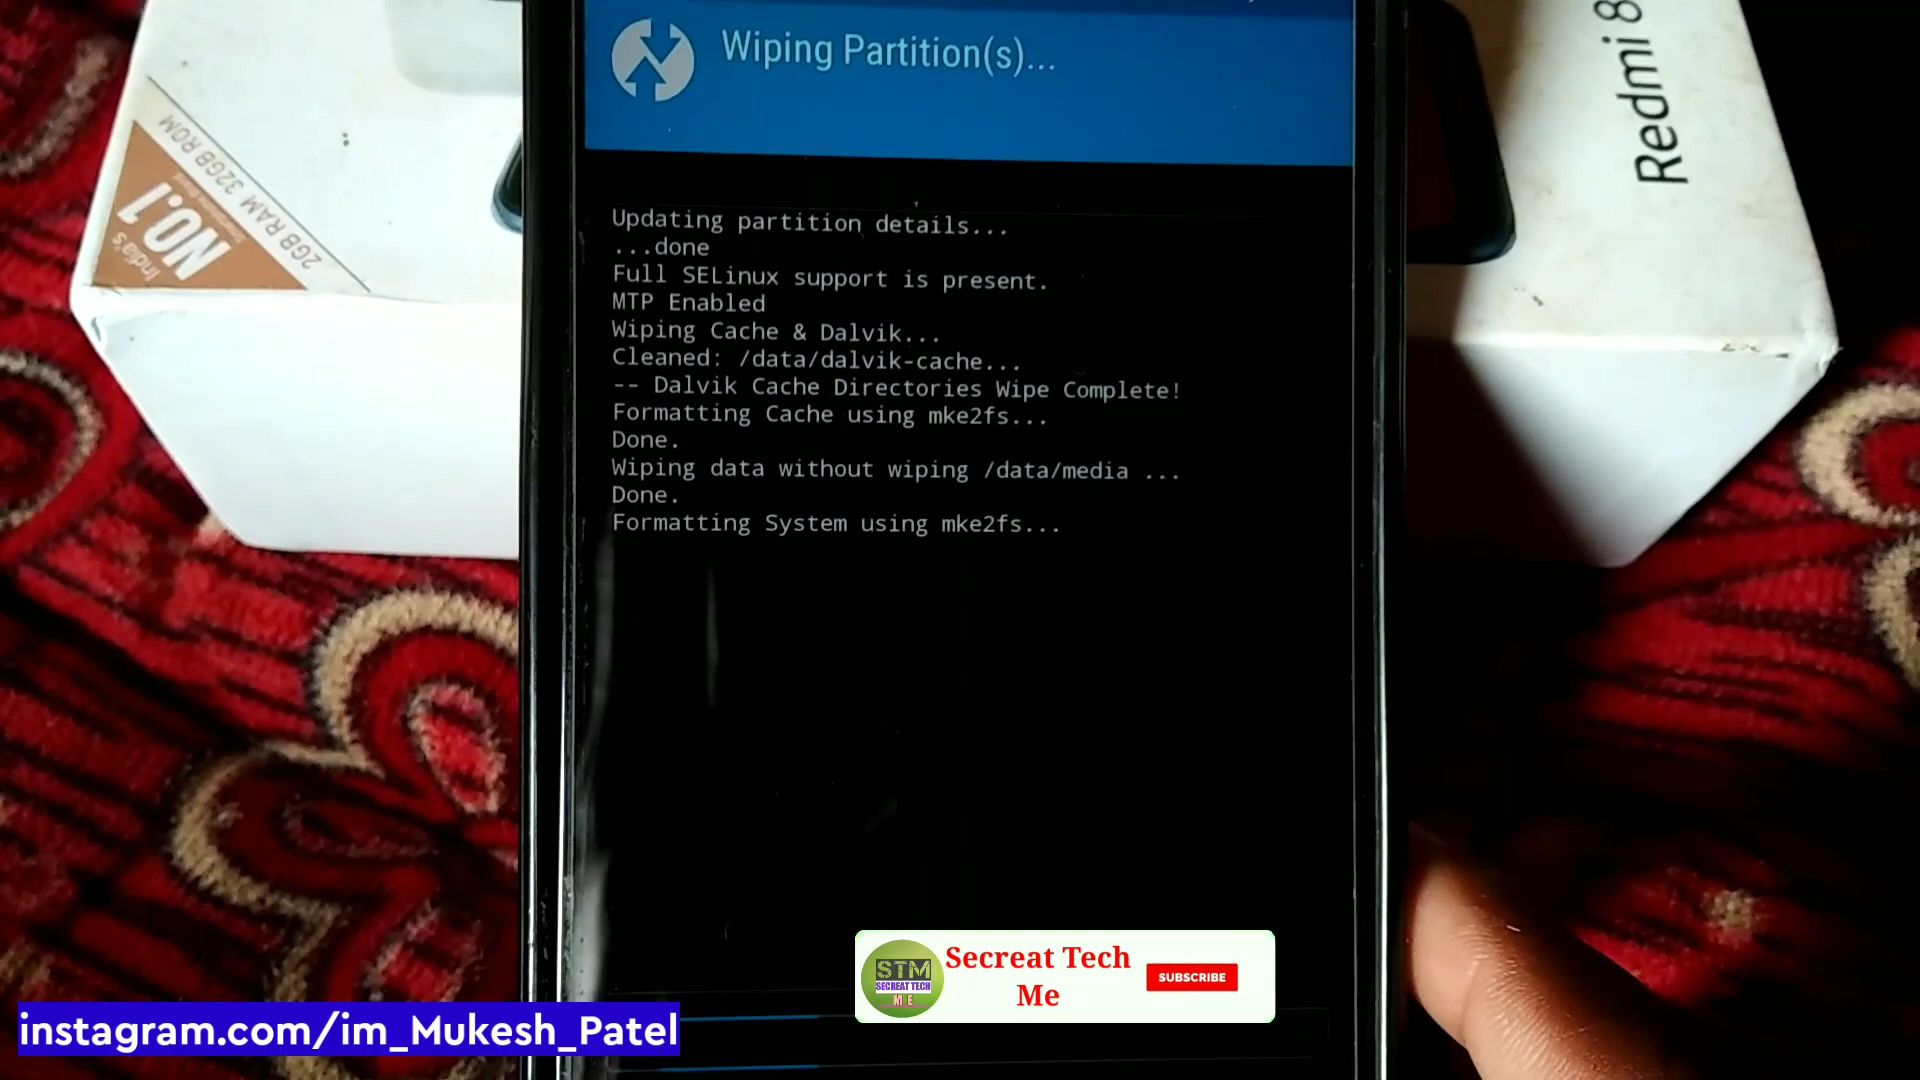 Wiping Partition(s)...
Updating partition details...
...done
Full SELinux support is present.
MTP Enabled
Wiping Cache & Dalvik...
Cleaned: /data/dalvik-cache...
-- Dalvik Cache Directories Wipe Complete!
Formatting Cache using mke2fs...
Done.
Wiping data without wiping /data/media ...
Done.
Formatting System using mke2fs...
2GB RAM 32GB ROM
India's
NO.1
Redmi 8
STM
SECREAT TECH
M E
Secreat Tech
Me
SUBSCRIBE
instagram.com/im_Mukesh_Patel